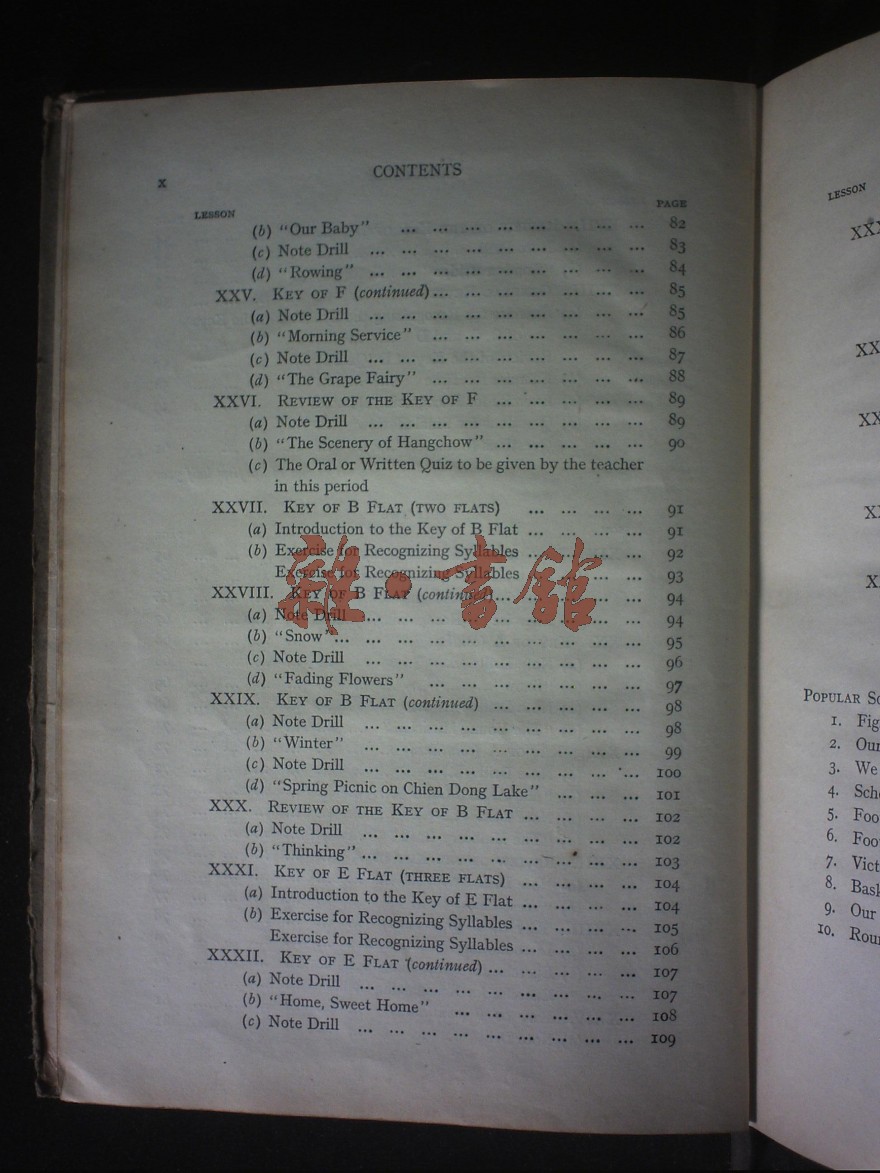 x
CONTENTS
LESSON PAGE
(b) "Our Baby" ... ... ... ... ... ... ... ... 82
(c) Note Drill ... ... ... ... ... ... ... ... ... 83
(d) "Rowing" ... ... ... ... ... ... ... ... ... 84
XXV. KEY OF F (continued) ... ... ... ... ... ... ... 85
(a) Note Drill ... ... ... ... ... ... ... ... ... 85
(b) "Morning Service" ... ... ... ... ... ... ... 86
(c) Note Drill ... ... ... ... ... ... ... ... ... 87
(d) "The Grape Fairy" ... ... ... ... ... ... ... 88
XXVI. REVIEW OF THE KEY OF F ... ... ... ... ... 89
(a) Note Drill ... ... ... ... ... ... ... ... ... 89
(b) "The Scenery of Hangchow" ... ... ... ... ... 90
(c) The Oral or Written Quiz to be given by the teacher
in this period
XXVII. KEY OF B FLAT (TWO FLATS) ... ... ... ... 91
(a) Introduction to the Key of B Flat ... ... ... ... 91
(b) Exercise for Recognizing Syllables ... ... ... ... 92
Exercise for Recognizing Syllables ... ... ... ... 93
XXVIII. KEY OF B FLAT (continued) ... ... ... ... ... 94
(a) Note Drill ... ... ... ... ... ... ... ... ... 94
(b) "Snow" ... ... ... ... ... ... ... ... ... ... 95
(c) Note Drill ... ... ... ... ... ... ... ... ... 96
(d) "Fading Flowers" ... ... ... ... ... ... ... 97
XXIX. KEY OF B FLAT (continued) ... ... ... ... ... 98
(a) Note Drill ... ... ... ... ... ... ... ... ... 98
(b) "Winter" ... ... ... ... ... ... ... ... ... 99
(c) Note Drill ... ... ... ... ... ... ... ... ... 100
(d) "Spring Picnic on Chien Dong Lake" ... ... ... 101
XXX. REVIEW OF THE KEY OF B FLAT ... ... ... ... 102
(a) Note Drill ... ... ... ... ... ... ... ... ... 102
(b) "Thinking" ... ... ... ... ... ... ... ... ... 103
XXXI. KEY OF E FLAT (THREE FLATS) ... ... ... ... 104
(a) Introduction to the Key of E Flat ... ... ... ... 104
(b) Exercise for Recognizing Syllables ... ... ... ... 105
Exercise for Recognizing Syllables ... ... ... ... 106
XXXII. KEY OF E FLAT (continued) ... ... ... ... ... 107
(a) Note Drill ... ... ... ... ... ... ... ... ... 107
(b) "Home, Sweet Home" ... ... ... ... ... ... 108
(c) Note Drill ... ... ... ... ... ... ... ... ... 109
雜·書館
LESSON
POPULAR
1.
2. Our
3. We
4.
5.
6.
7.
8.
9. Our
10.